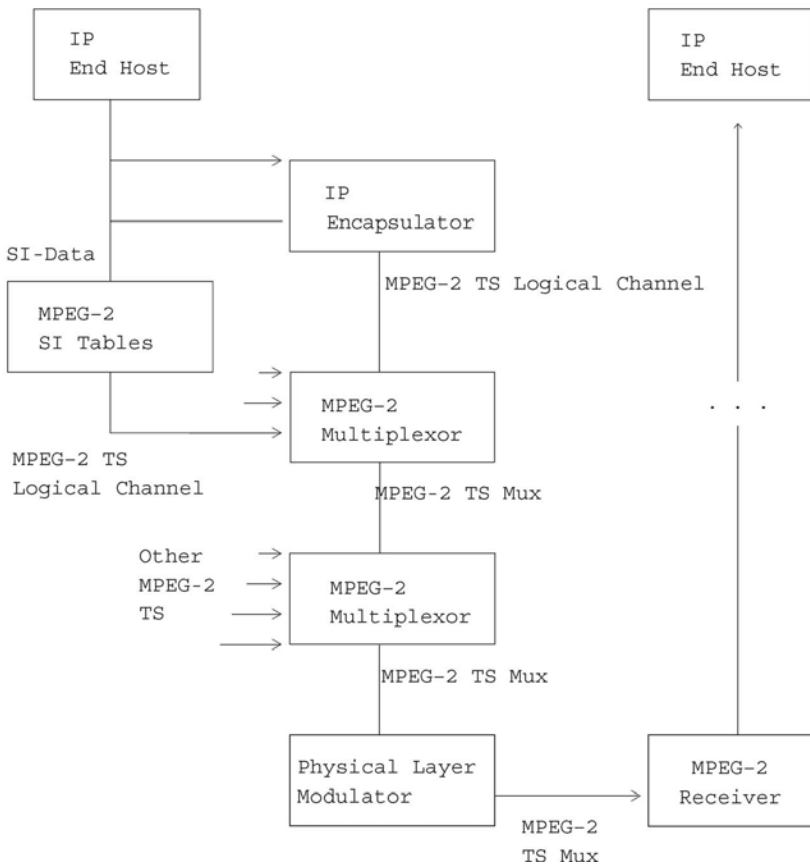 IP
End Host
IP
End Host
IP
Encapsulator
SI-Data
MPEG-2 TS Logical Channel
MPEG-2
SI Tables
MPEG-2
Multiplexor
. . .
MPEG-2 TS
Logical Channel
MPEG-2 TS Mux
Other
MPEG-2
TS
MPEG-2
Multiplexor
MPEG-2 TS Mux
Physical Layer
Modulator
MPEG-2
Receiver
MPEG-2
TS Mux